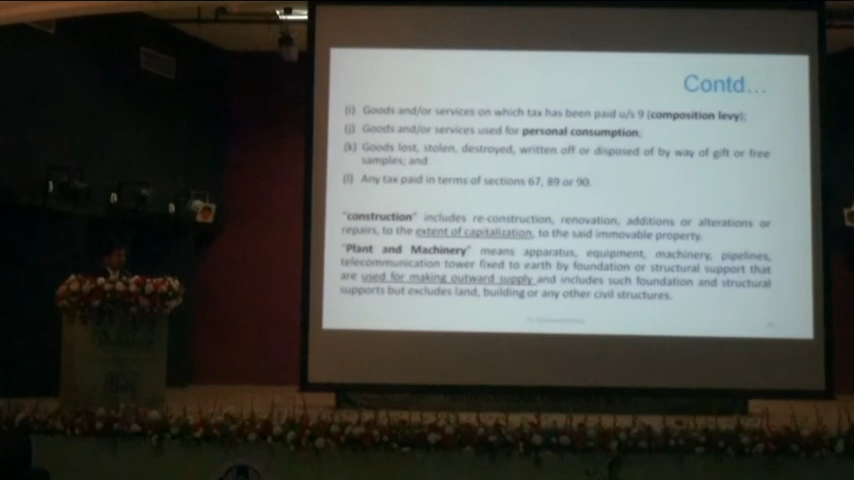 Contd...
(i) Goods and/or services on which tax has been paid u/s 9 (composition levy);
(j) Goods and/or services used for personal consumption;
(k) Goods lost, stolen, destroyed, written off or disposed of by way of gift or free
samples; and
(l) Any tax paid in terms of sections 67, 89 or 90.
"construction" includes re-construction, renovation, additions or alterations or
repairs, to the extent of capitalization, to the said immovable property.
"Plant and Machinery" means apparatus, equipment, machinery, pipelines,
telecommunication tower fixed to earth by foundation or structural support that
are used for making outward supply and includes such foundation and structural
supports but excludes land, building or any other civil structures.